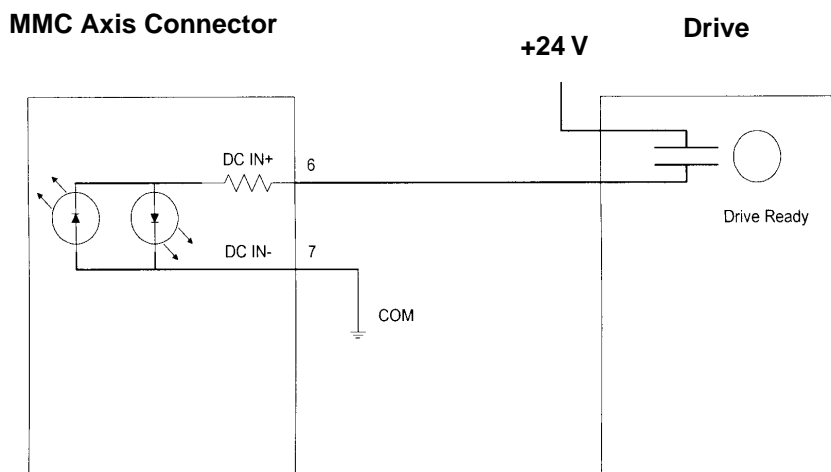 MMC Axis Connector
+24 V
Drive
DC IN+
6
Drive Ready
DC IN-
7
COM